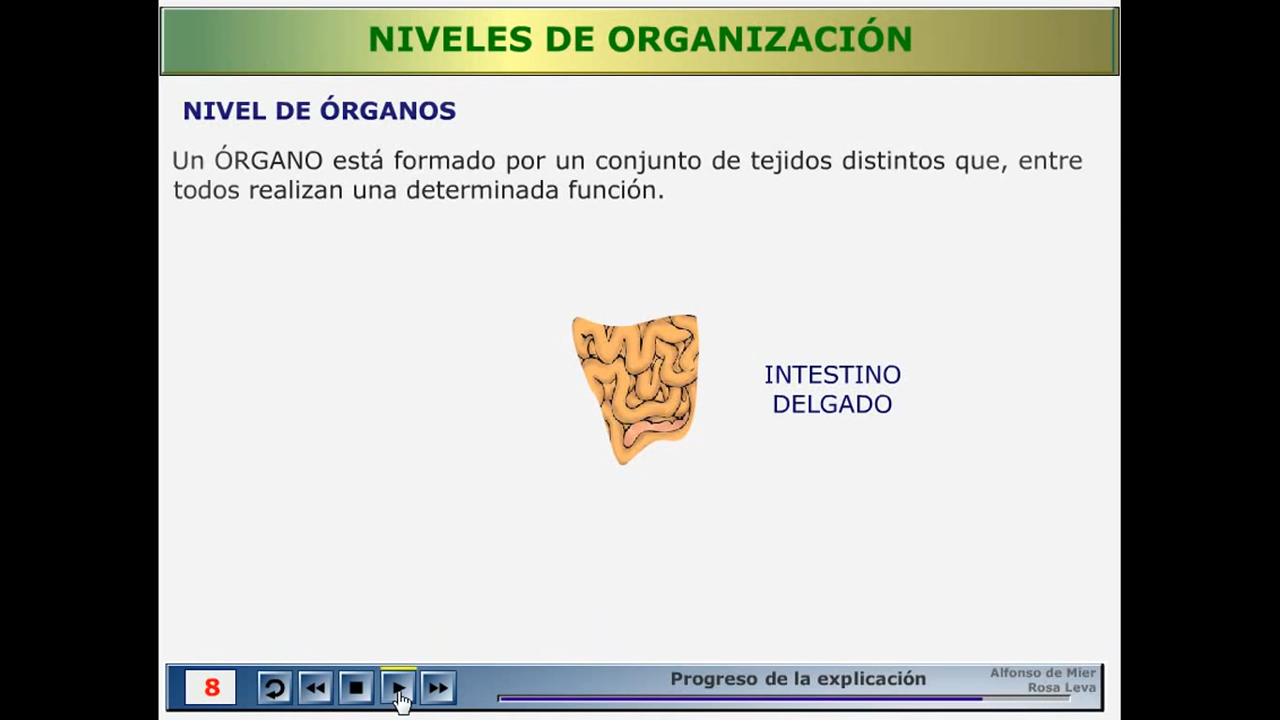 NIVELES DE ORGANIZACIÓN
NIVEL DE ÓRGANOS
Un ÓRGANO está formado por un conjunto de tejidos distintos que, entre
todos realizan una determinada función.
INTESTINO
DELGADO
8
Progreso de la explicación
Alfonso de Mier
Rosa Leva